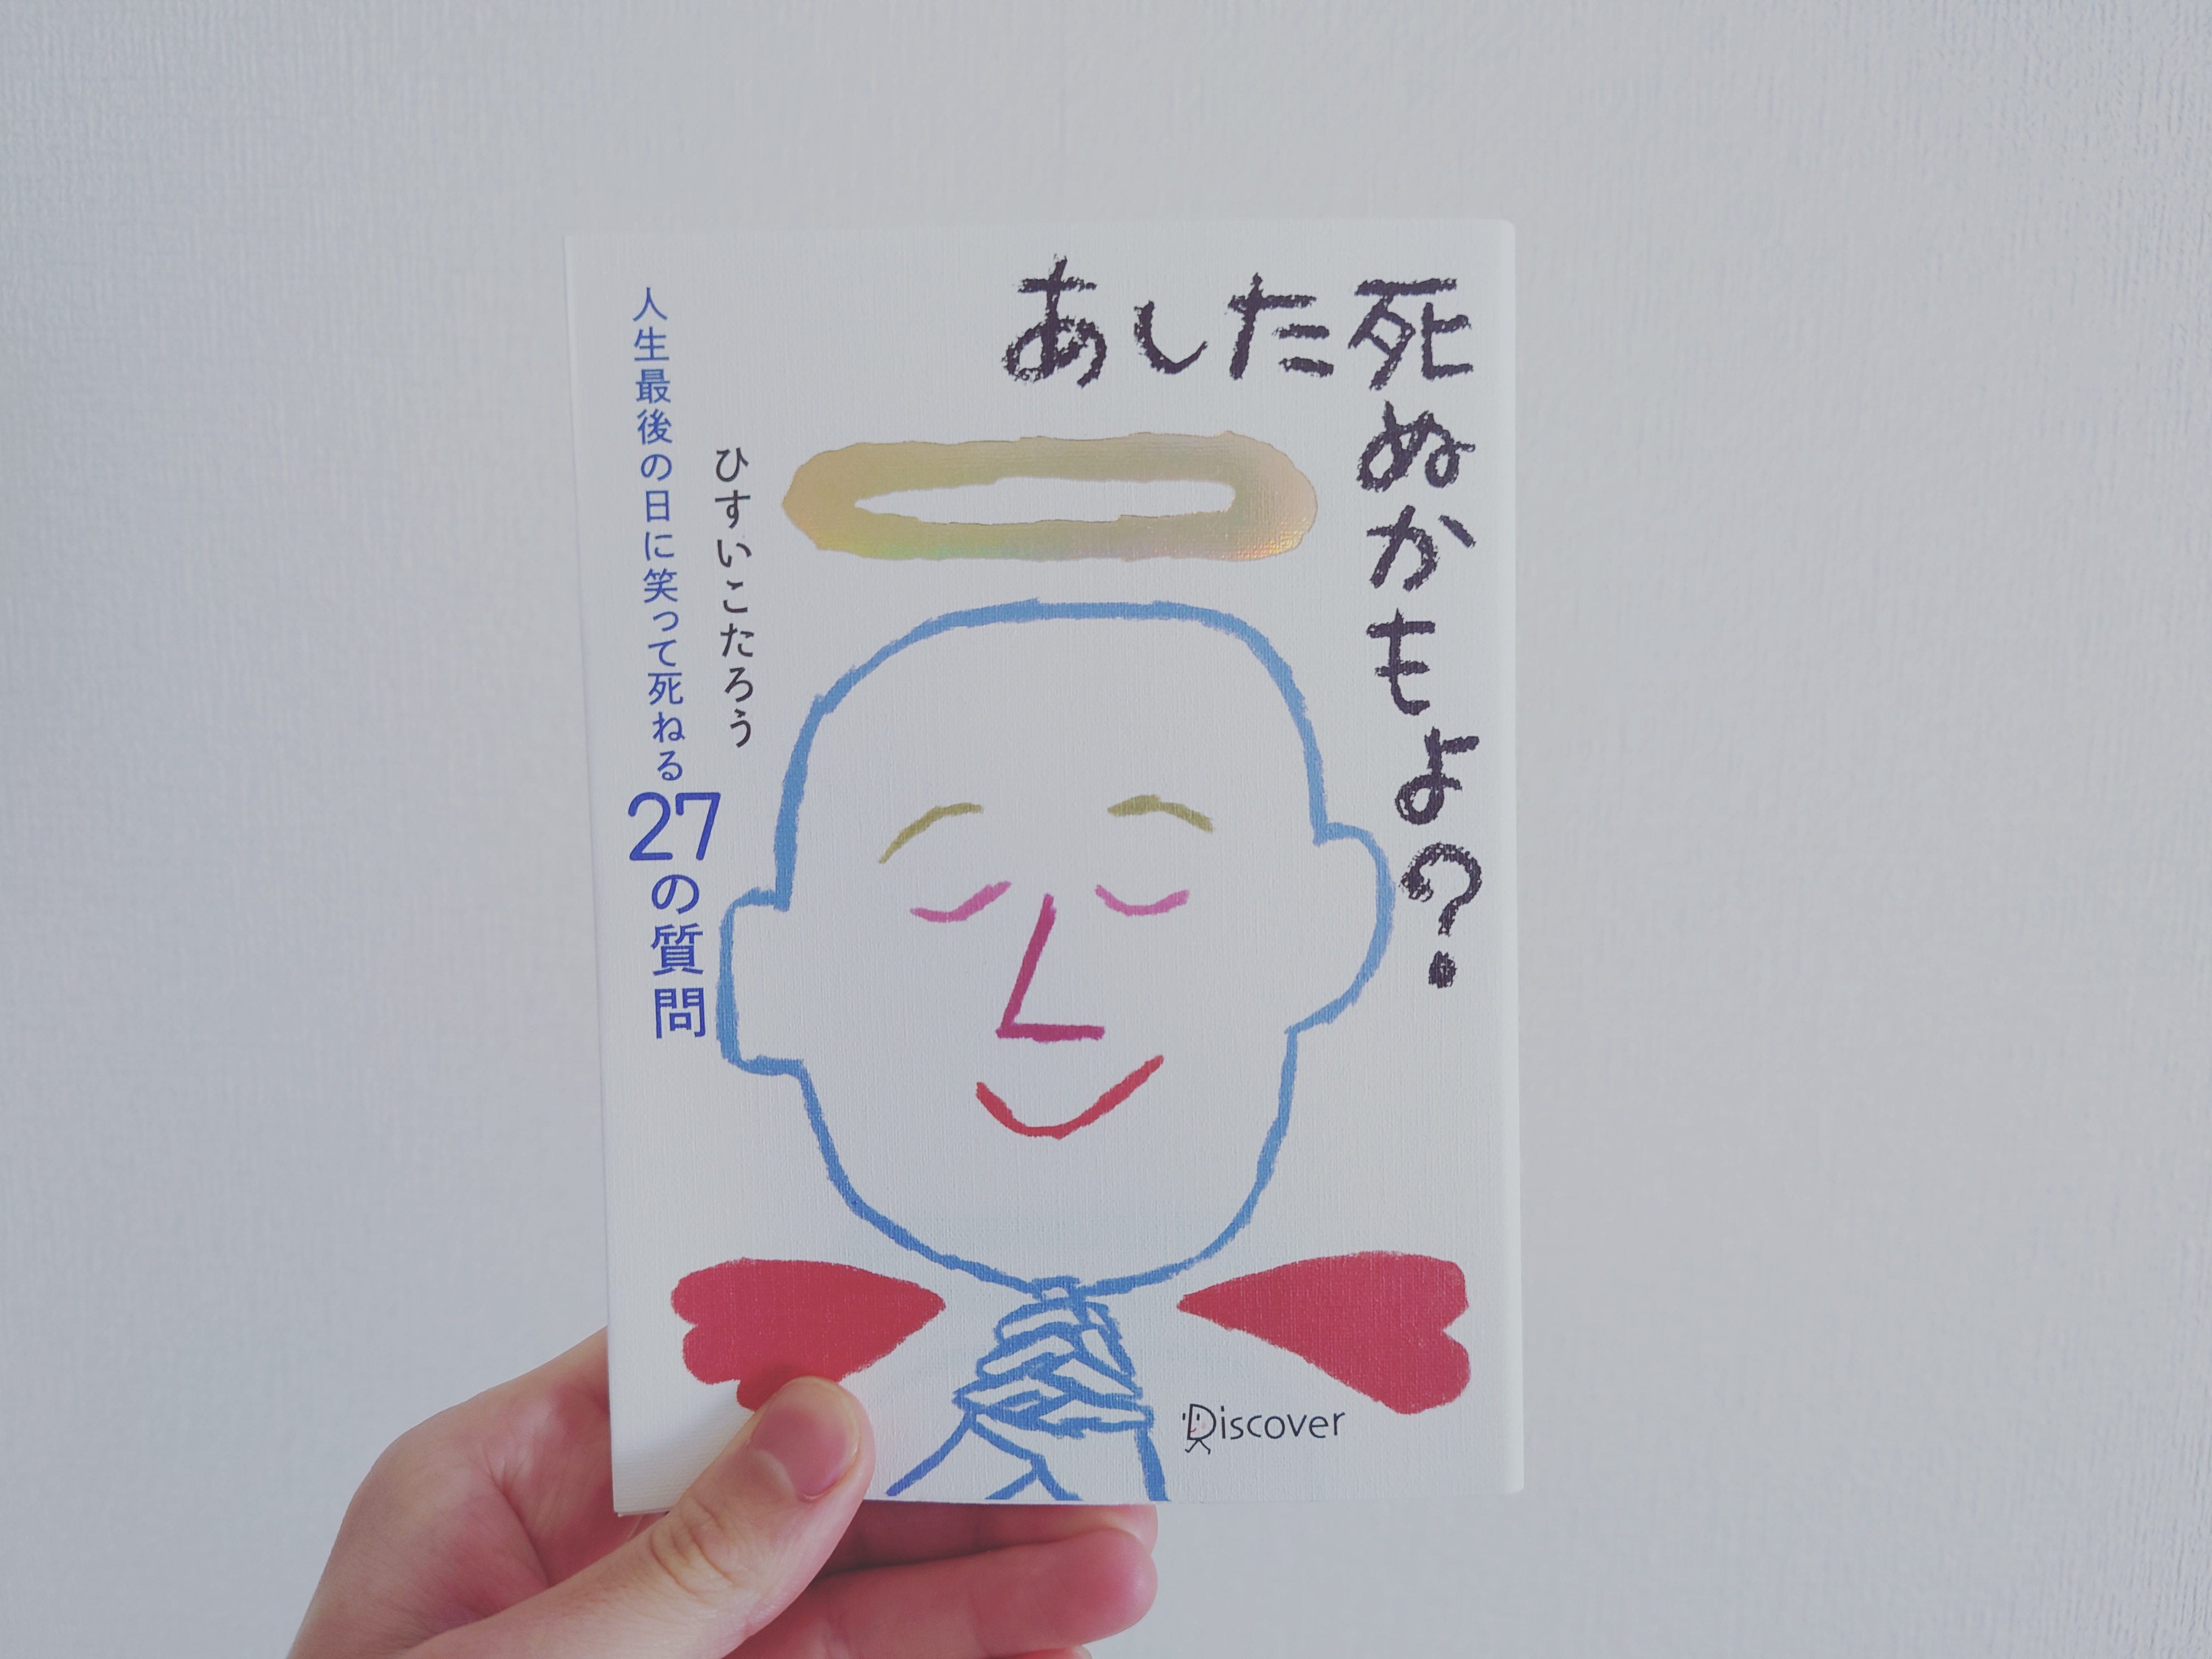 あした死ぬかもよ？
ひすいこたろう
人生最後の日に笑って死ねる
27の質問
Discover